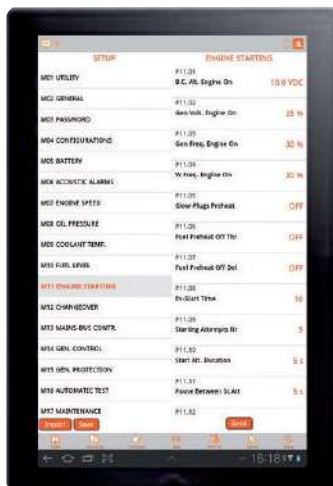 SETUP
M01 UTILITY
M02 GENERAL
M03 PASSWORD
M04 CONFIGURATIONS
M05 BATTERY
M06 ACOUSTIC ALARMS
M07 ENGINE SPEED
M08 OIL PRESSURE
M09 COOLANT TEMP.
M10 FUEL LEVEL
M11 ENGINE STARTING
M12 CHANGEOVER
M13 MAINS-BUS CONTR.
M14 GEN. CONTROL
M15 GEN. PROTECTION
M16 AUTOMATIC TEST
M17 MAINTENANCE
Import Save
ENGINE STARTING
P11.01
B.C. Alt. Engine On 10.0 VDC
P11.02
Gen Volt. Engine On 25 %
P11.03
Gen Freq. Engine On 30 %
P11.04
W Freq. Engine On 30 %
P11.05
Glow-Plugs Preheat OFF
P11.06
Fuel Preheat Off Thr OFF
P11.07
Fuel Preheat Off Del OFF
P11.08
Re-Start Time
P11.09
Starting Attempts Nr 5
P11.10
Start Att. Duration 5 s
P11.11
Pause Between St.Att 5 s
P11.12
Send
16:18